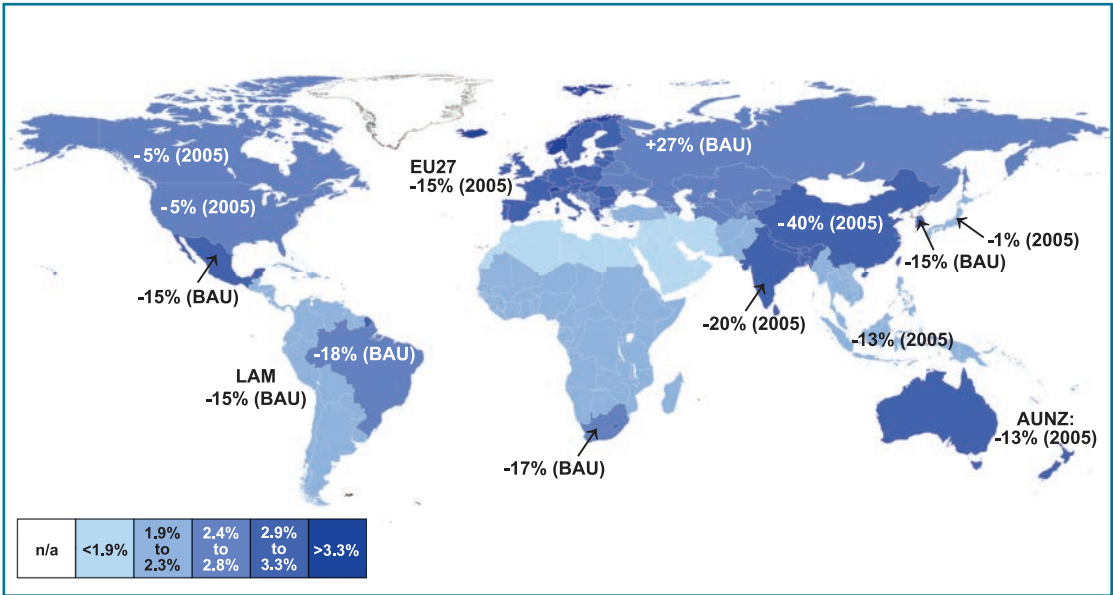 -5% (2005)
-5% (2005)
-15% (BAU)
EU27
-15% (2005)
+27% (BAU)
-40% (2005)
-1% (2005)
-15% (BAU)
-20% (2005)
-13% (2005)
-18% (BAU)
LAM
-15% (BAU)
-17% (BAU)
AUNZ:
-13% (2005)
n/a
<1.9%
1.9%
to
2.3%
2.4%
to
2.8%
2.9%
to
3.3%
>3.3%